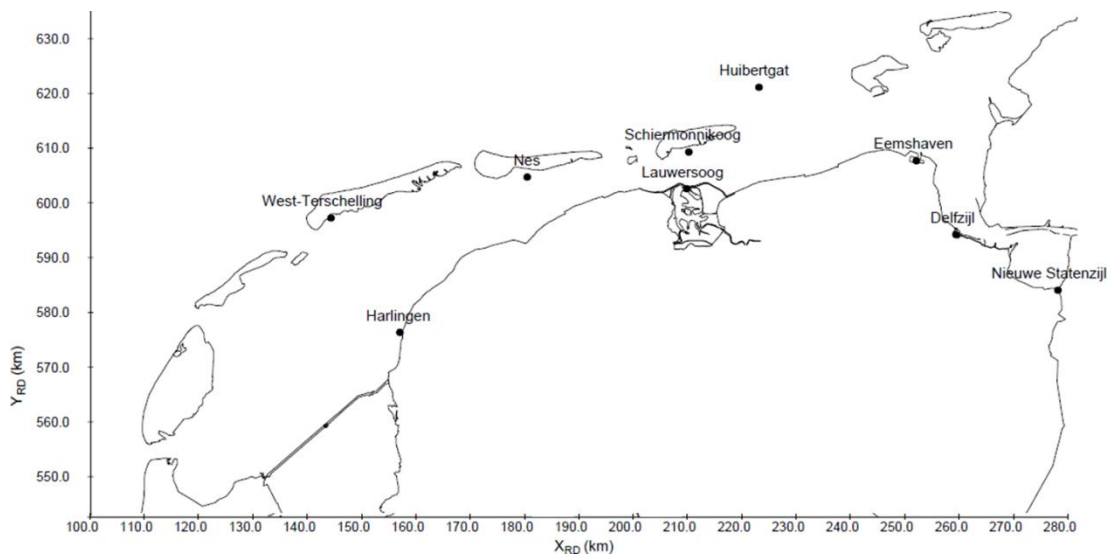 630.0
Huibertgat
620.0
Schiermonnikoog
610.0
Nes
Eemshaven
Lauwersoog
600.0
West-Terschelling
Delfzijl
590.0
Nieuwe Statenzijl
580.0
Harlingen
570.0
Y_RD (km)
560.0
550.0
100.0 110.0 120.0 130.0 140.0 150.0 160.0 170.0 180.0 190.0 200.0 210.0 220.0 230.0 240.0 250.0 260.0 270.0 280.0
X_RD (km)